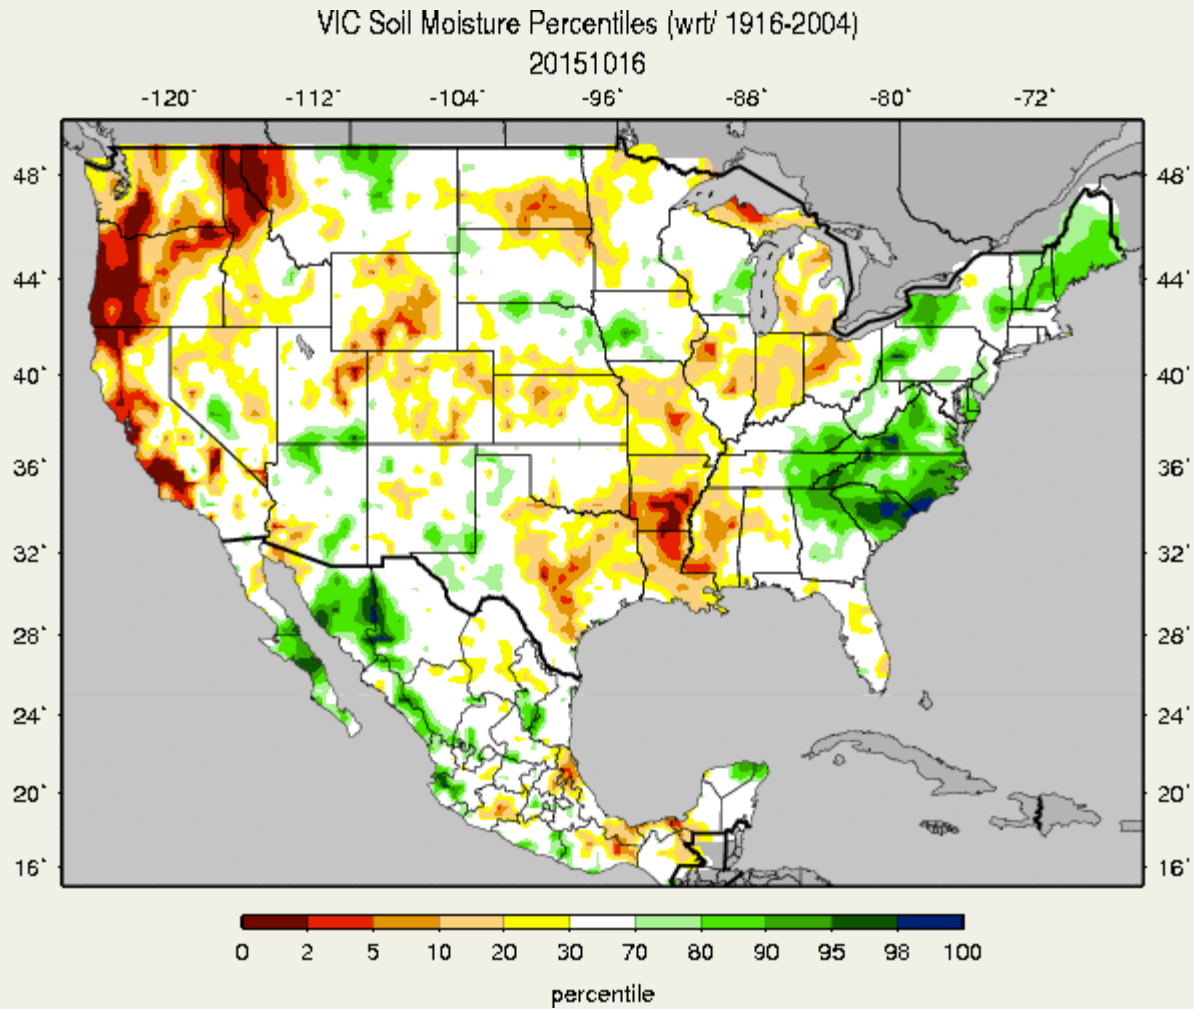 VIC Soil Moisture Percentiles (wrt/ 1916-2004)
20151016
-120˚ -112˚ -104˚ -96˚ -88˚ -80˚ -72˚
48˚ 48˚
44˚ 44˚
40˚ 40˚
36˚ 36˚
32˚ 32˚
28˚ 28˚
24˚ 24˚
20˚ 20˚
16˚ 16˚
0 2 5 10 20 30 70 80 90 95 98 100
percentile